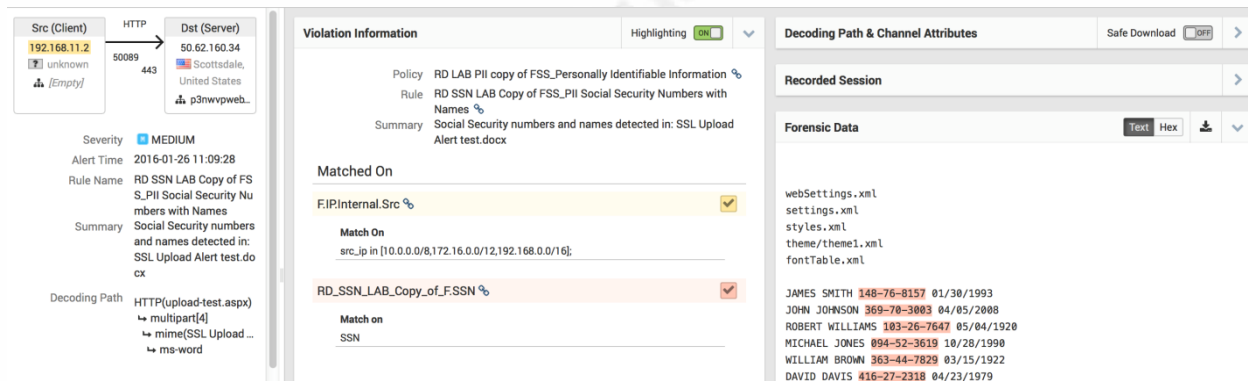 Src (Client)
HTTP
Dst (Server)
192.168.11.2
50089
443
50.62.160.34
? unknown
Scottsdale,
United States
[Empty]
p3nwvpweb...
Severity MEDIUM
Alert Time 2016-01-26 11:09:28
Rule Name RD SSN LAB Copy of FS
S_PII Social Security Nu
mbers with Names
Summary Social Security numbers
and names detected in:
SSL Upload Alert test.do
cx
Decoding Path HTTP(upload-test.aspx)
↳ multipart[4]
↳ mime(SSL Upload ...
↳ ms-word
Violation Information
Highlighting ON
Policy RD LAB PII copy of FSS_Personally Identifiable Information
Rule RD SSN LAB Copy of FSS_PII Social Security Numbers with
Names
Summary Social Security numbers and names detected in: SSL Upload
Alert test.docx
Matched On
F.IP.Internal.Src
Match On
src_ip in [10.0.0.0/8,172.16.0.0/12,192.168.0.0/16];
RD_SSN_LAB_Copy_of_F.SSN
Match on
SSN
Decoding Path & Channel Attributes
Safe Download OFF
Recorded Session
Forensic Data
Text Hex
webSettings.xml
settings.xml
styles.xml
theme/theme1.xml
fontTable.xml
JAMES SMITH 148-76-8157 01/30/1993
JOHN JOHNSON 369-70-3003 04/05/2008
ROBERT WILLIAMS 103-26-7647 05/04/1920
MICHAEL JONES 094-52-3619 10/28/1990
WILLIAM BROWN 363-44-7829 03/15/1922
DAVID DAVIS 416-27-2318 04/23/1979